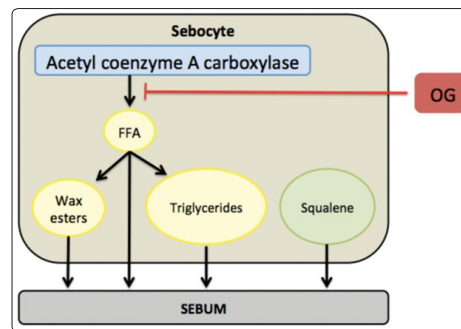 Sebocyte
Acetyl coenzyme A carboxylase
OG
FFA
Wax
esters
Triglycerides
Squalene
SEBUM